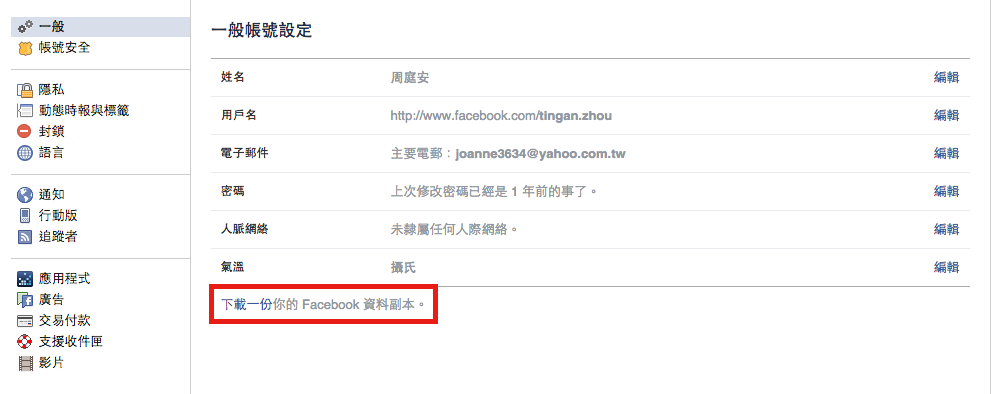 一般
帳號安全
隱私
動態時報與標籤
封鎖
語言
通知
行動版
追蹤者
應用程式
廣告
交易付款
支援收件匣
影片
一般帳號設定
姓名 周庭安 編輯
用戶名 http://www.facebook.com/tingan.zhou 編輯
電子郵件 主要電郵：joanne3634@yahoo.com.tw 編輯
密碼 上次修改密碼已經是 1 年前的事了。 編輯
人脈網絡 未隸屬任何人際網絡。 編輯
氣溫 攝氏 編輯
下載一份你的 Facebook 資料副本。